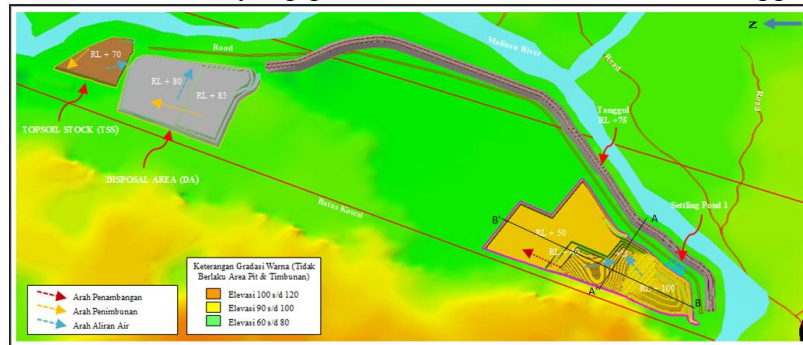 N
Road
Malinau River
RL + 70
RL + 80
RL + 85
Road
Road
TOPSOIL STOCK (TSS)
Tanggul
RL +75
DISPOSAL AREA (DA)
Settling Pond 1
B'
A
RL + 50
RL + 100
A'
B
Arah Penambangan
Arah Penimbunan
Arah Aliran Air
Keterangan Gradasi Warna (Tidak
Berlaku Area Pit & Timbunan)
Elevasi 100 s/d 120
Elevasi 90 s/d 100
Elevasi 60 s/d 80